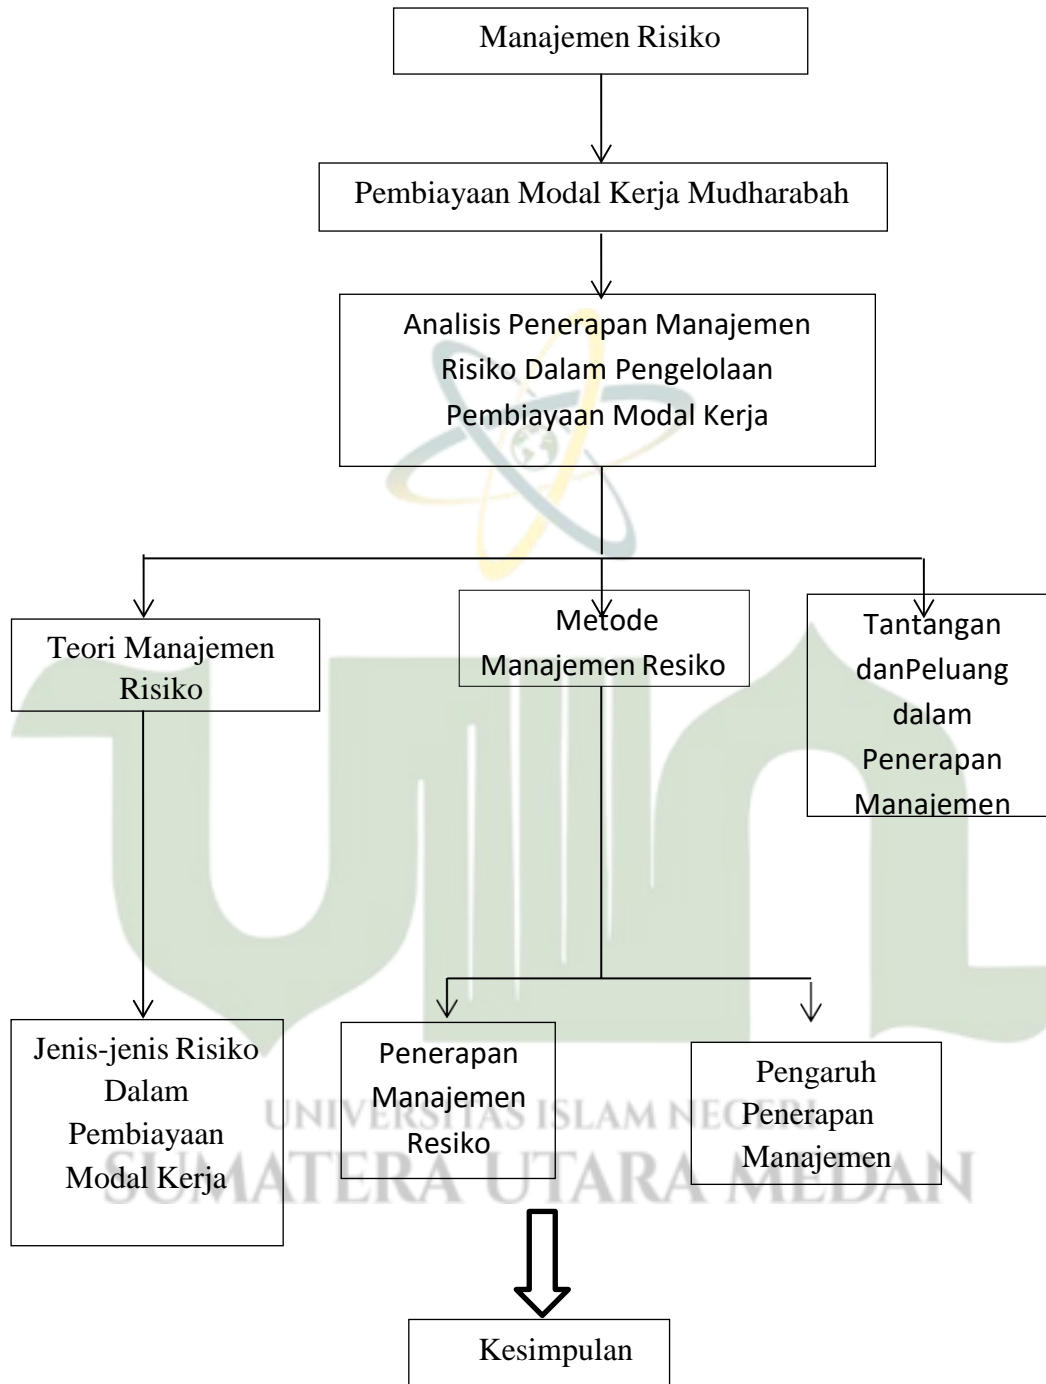 Manajemen Risiko
Pembiayaan Modal Kerja Mudharabah
Analisis Penerapan Manajemen
Risiko Dalam Pengelolaan
Pembiayaan Modal Kerja
Teori Manajemen
Risiko
Metode
Manajemen Resiko
Tantangan
danPeluang
dalam
Penerapan
Manajemen
Jenis-jenis Risiko
Dalam
Pembiayaan
Modal Kerja
Penerapan
Manajemen
Resiko
Pengaruh
Penerapan
Manajemen
UNIVERSITAS ISLAM NEGERI
SUMATERA UTARA MEDAN
Kesimpulan